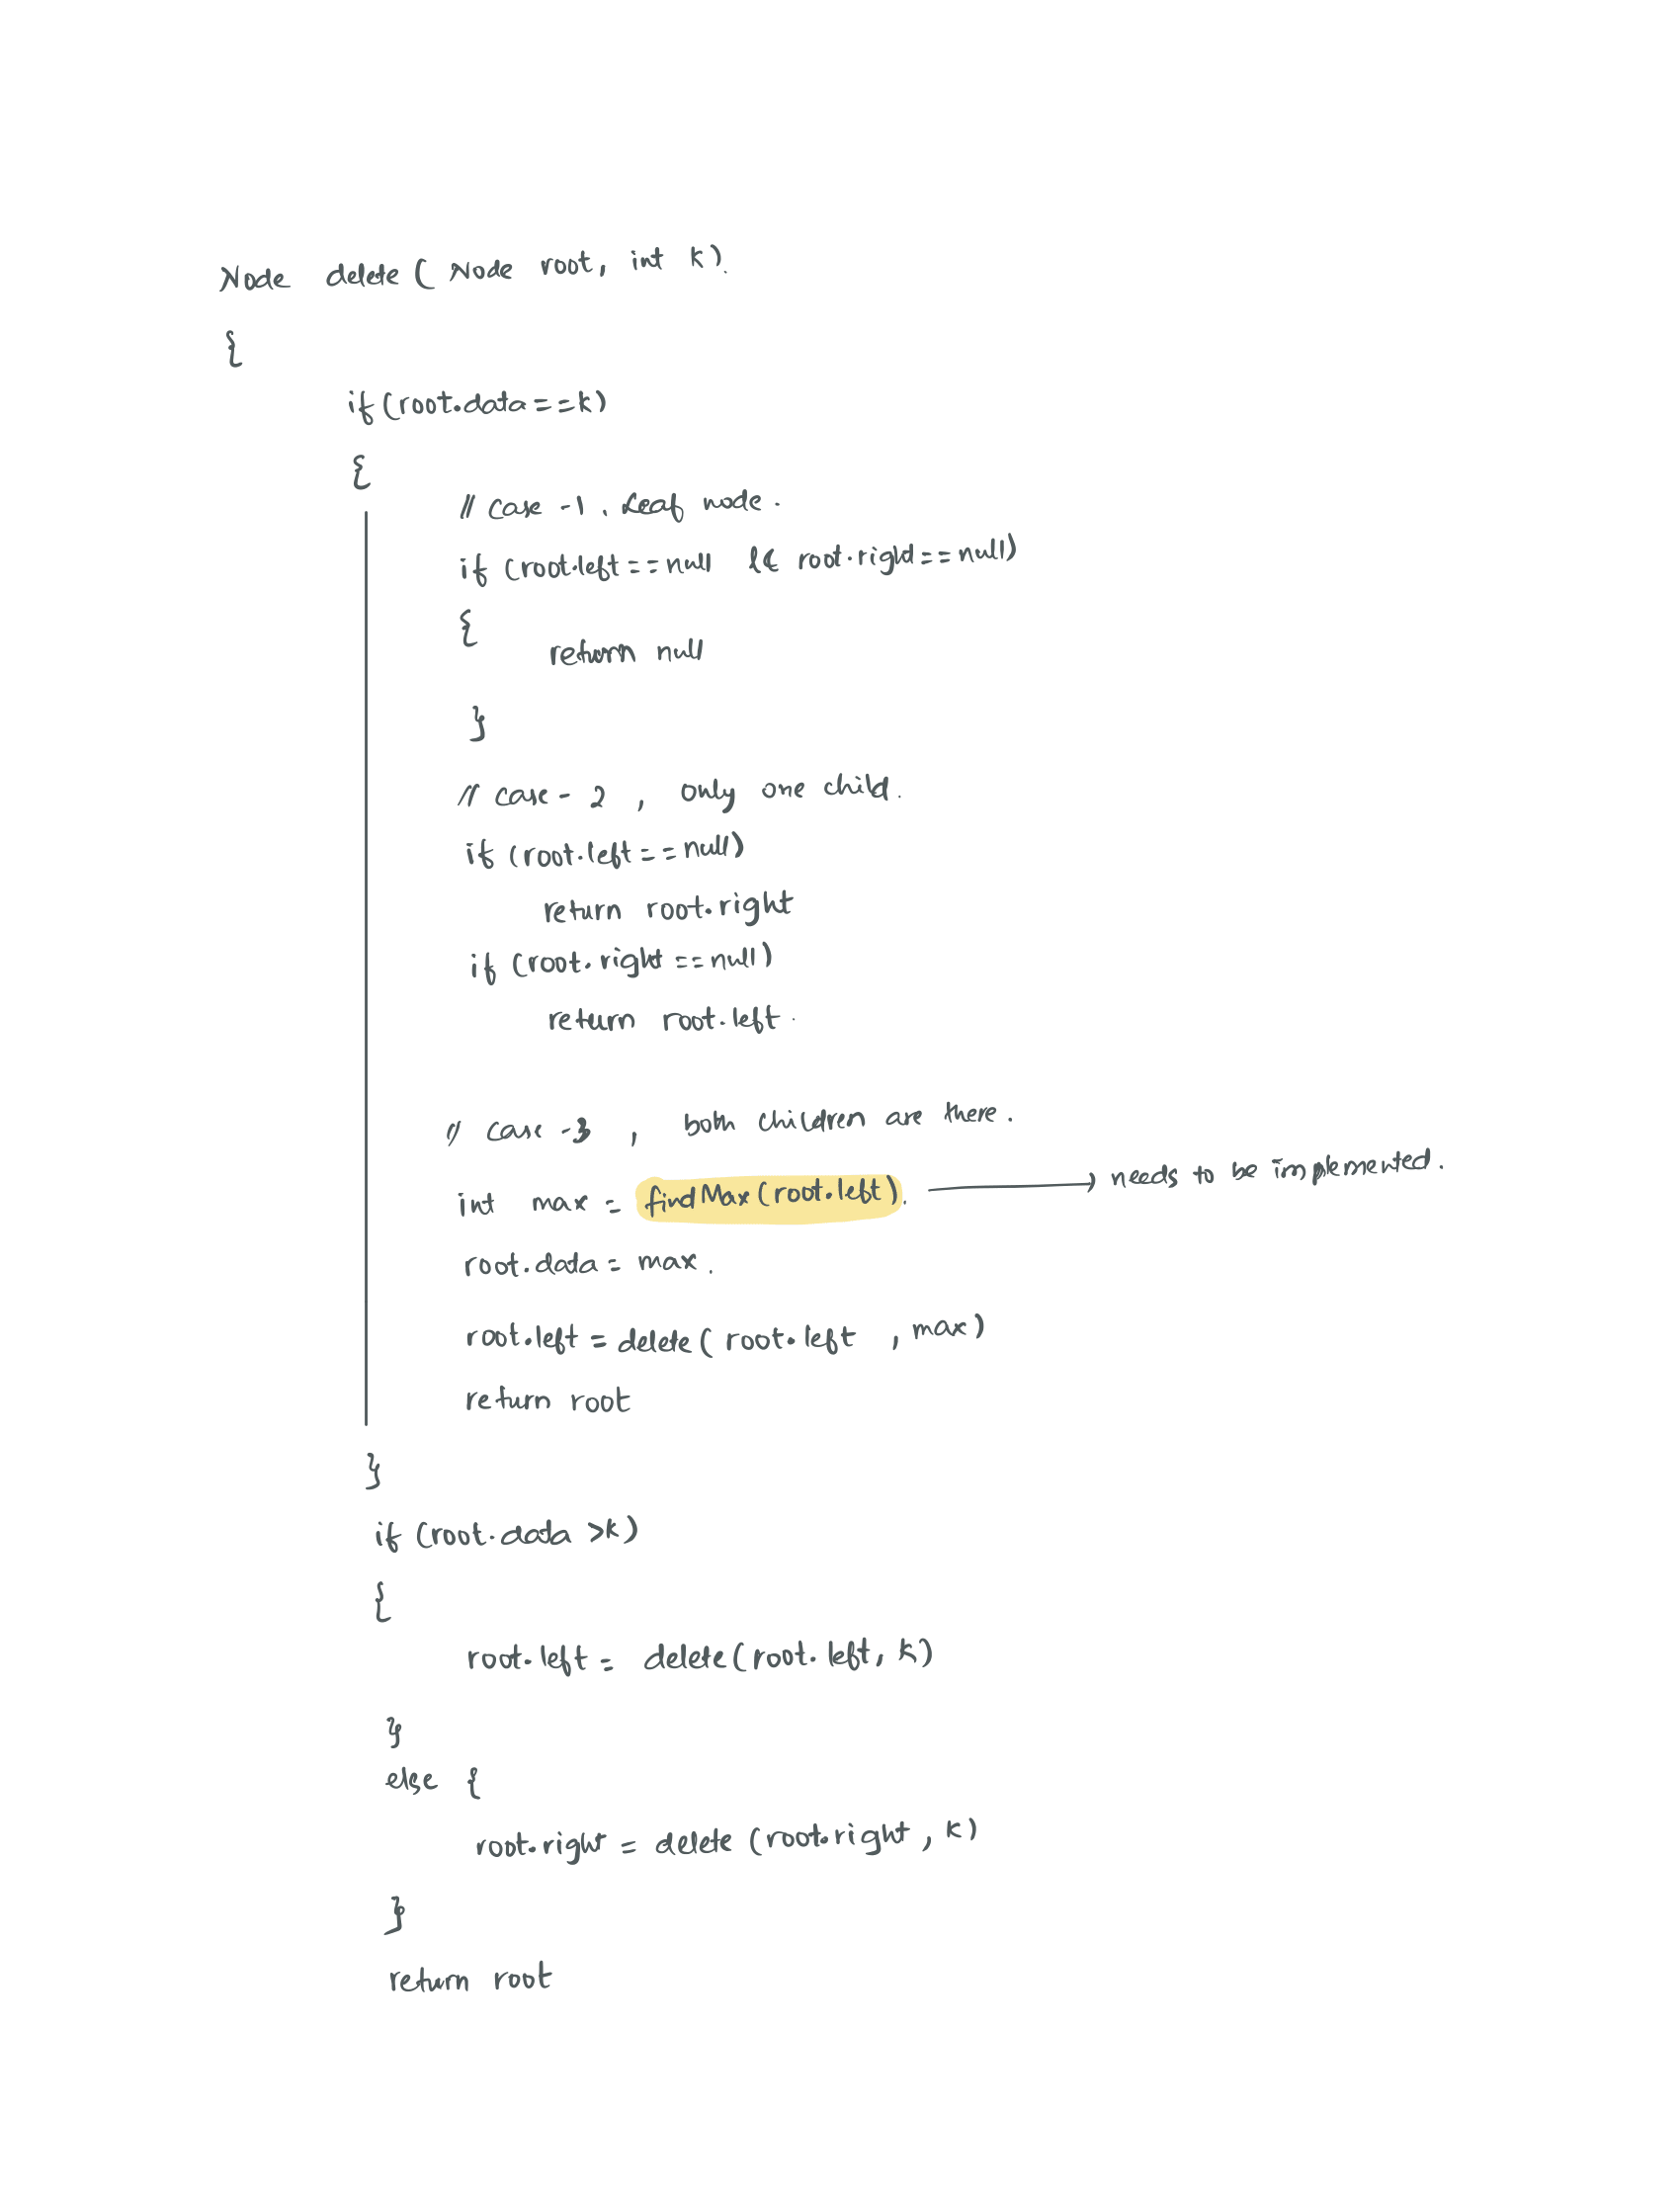 Node delete ( Node root, int k).
{
if (root.data==k)
{
// case -1 . Leaf node .
if (root.left==null && root.right==null)
{
return null
}
// case - 2 , only one child .
if (root.left==null)
return root.right
if (root.right==null)
return root.left .
// case -3 , both children are there .
int max = findMax(root.left). → needs to be implemented.
root.data = max .
root.left = delete( root.left , max)
return root
}
if (root.data >k)
{
root.left = delete(root.left, k)
}
else {
root.right = delete (root.right , k)
}
return root